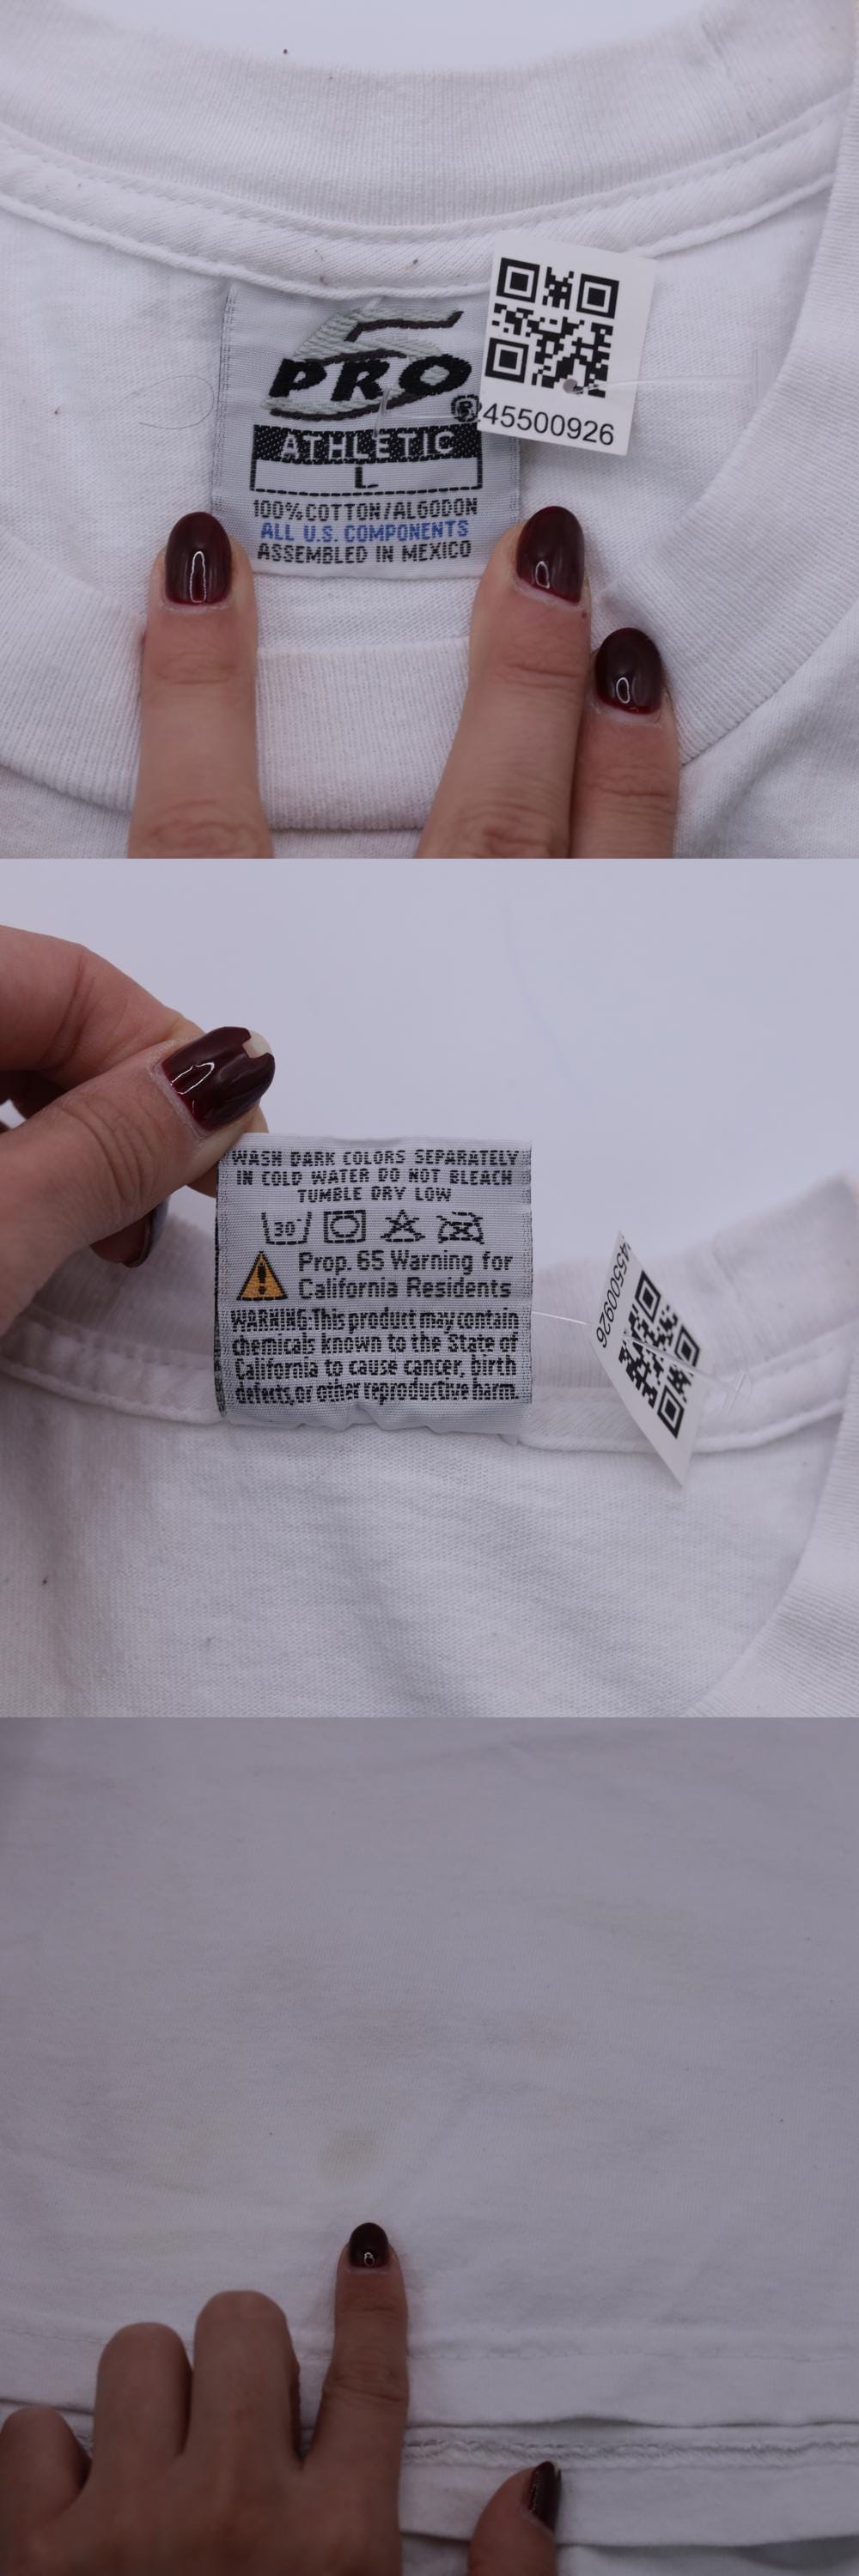 5
PRO
®
ATHLETIC
L
100% COTTON/ALGODON
ALL U.S. COMPONENTS
ASSEMBLED IN MEXICO
45500926
WASH DARK COLORS SEPARATELY
IN COLD WATER DO NOT BLEACH
TUMBLE DRY LOW
30°
Prop. 65 Warning for
California Residents
WARNING: This product may contain
chemicals known to the State of
California to cause cancer, birth
defects, or other reproductive harm.
45500926